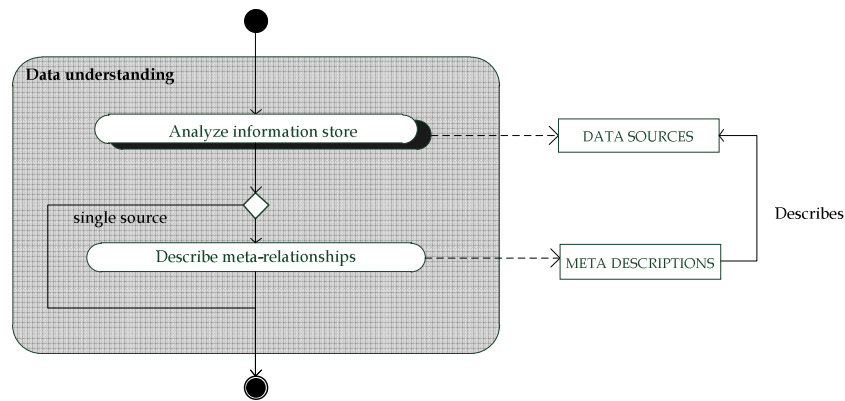 Data understanding
Analyze information store
DATA SOURCES
single source
Describes
Describe meta-relationships
META DESCRIPTIONS